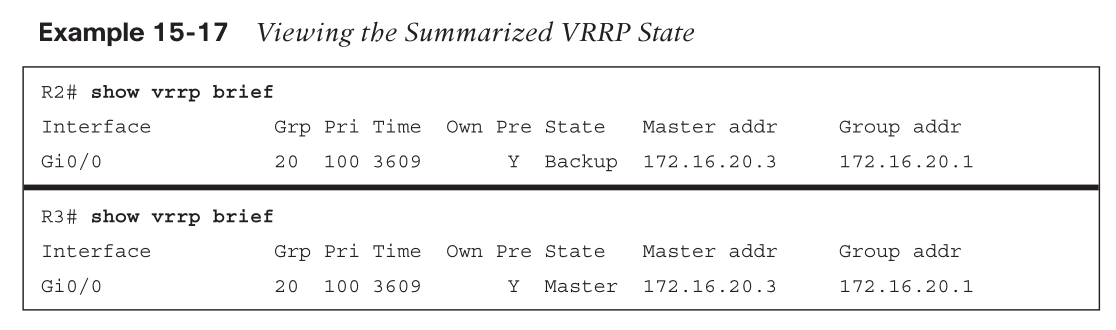 Example 15-17 Viewing the Summarized VRRP State
R2# show vrrp brief
Interface Grp Pri Time Own Pre State Master addr Group addr
Gi0/0 20 100 3609 Y Backup 172.16.20.3 172.16.20.1
R3# show vrrp brief
Interface Grp Pri Time Own Pre State Master addr Group addr
Gi0/0 20 100 3609 Y Master 172.16.20.3 172.16.20.1